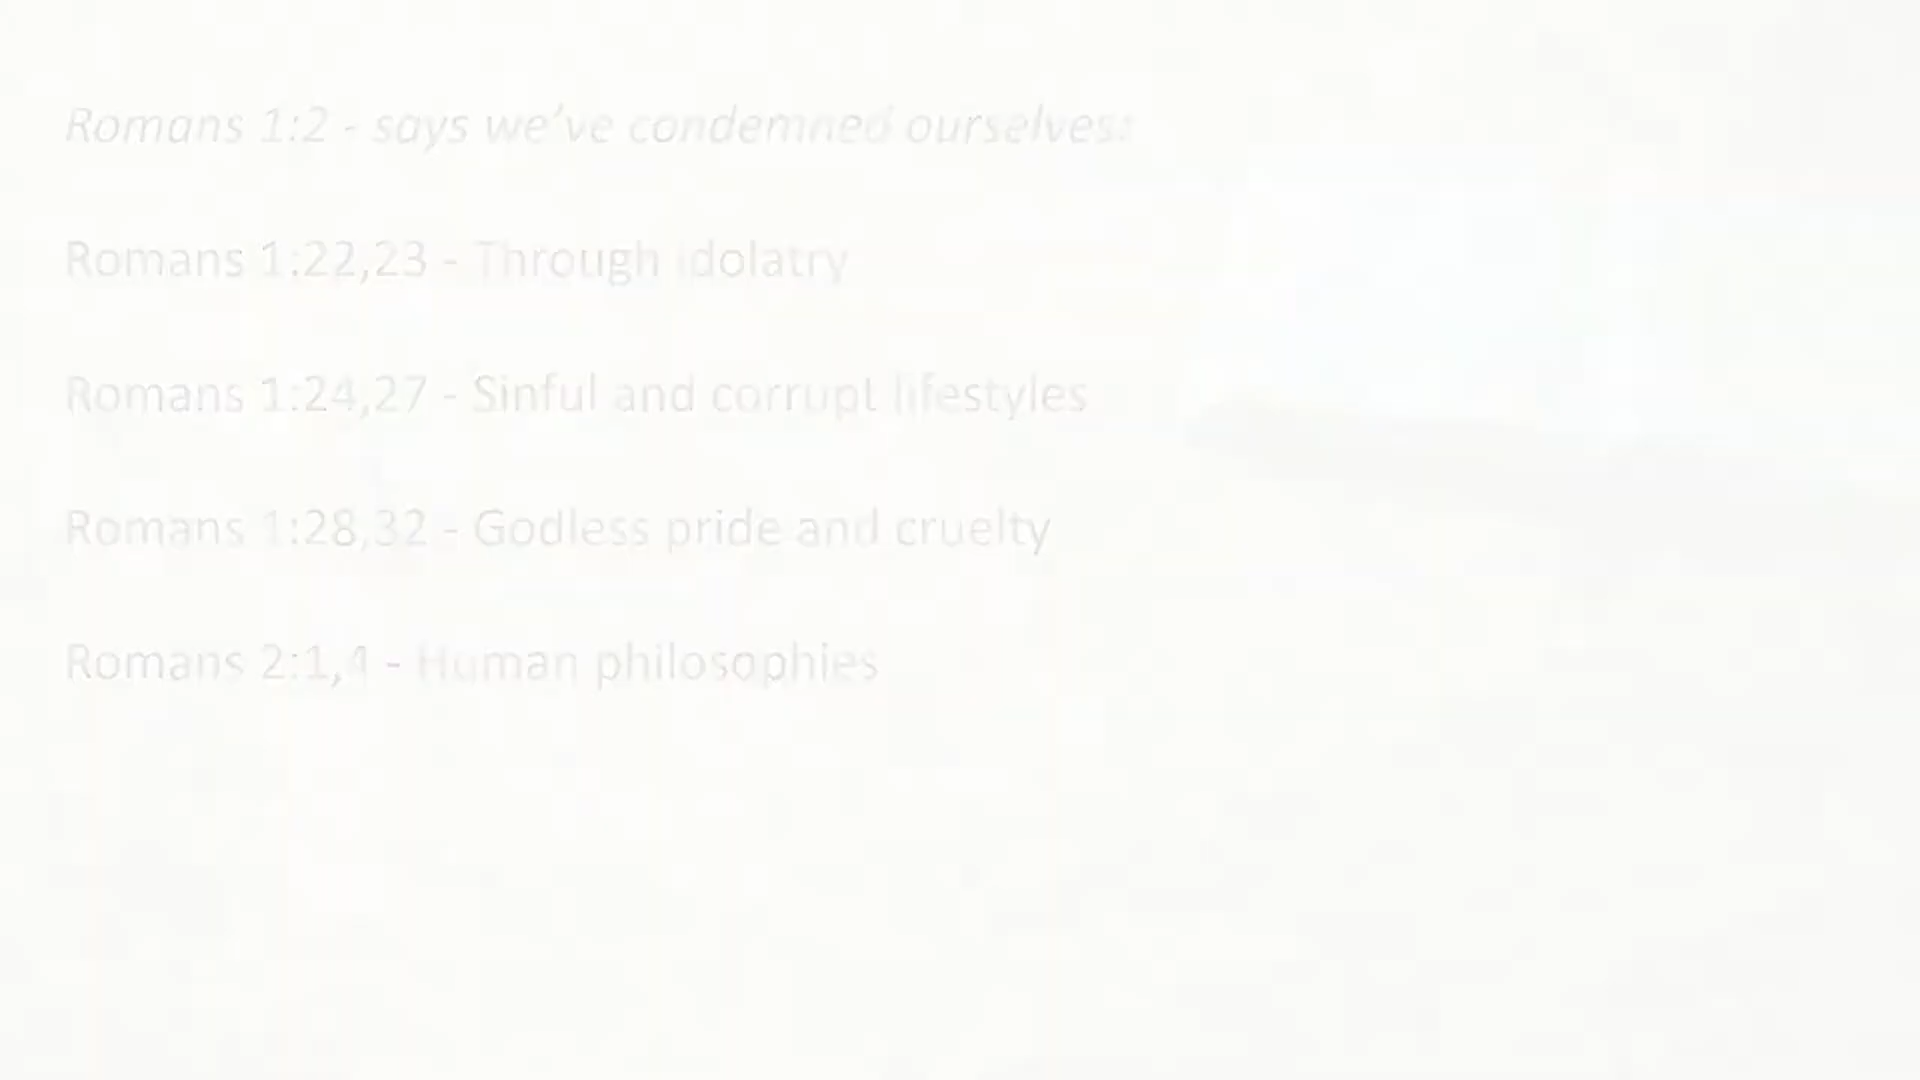 Romans 1:2 - says we've condemned ourselves:
Romans 1:22,23 - Through idolatry
Romans 1:24,27 - Sinful and corrupt lifestyles
Romans 1:28,32 - Godless pride and cruelty
Romans 2:1,4 - Human philosophies